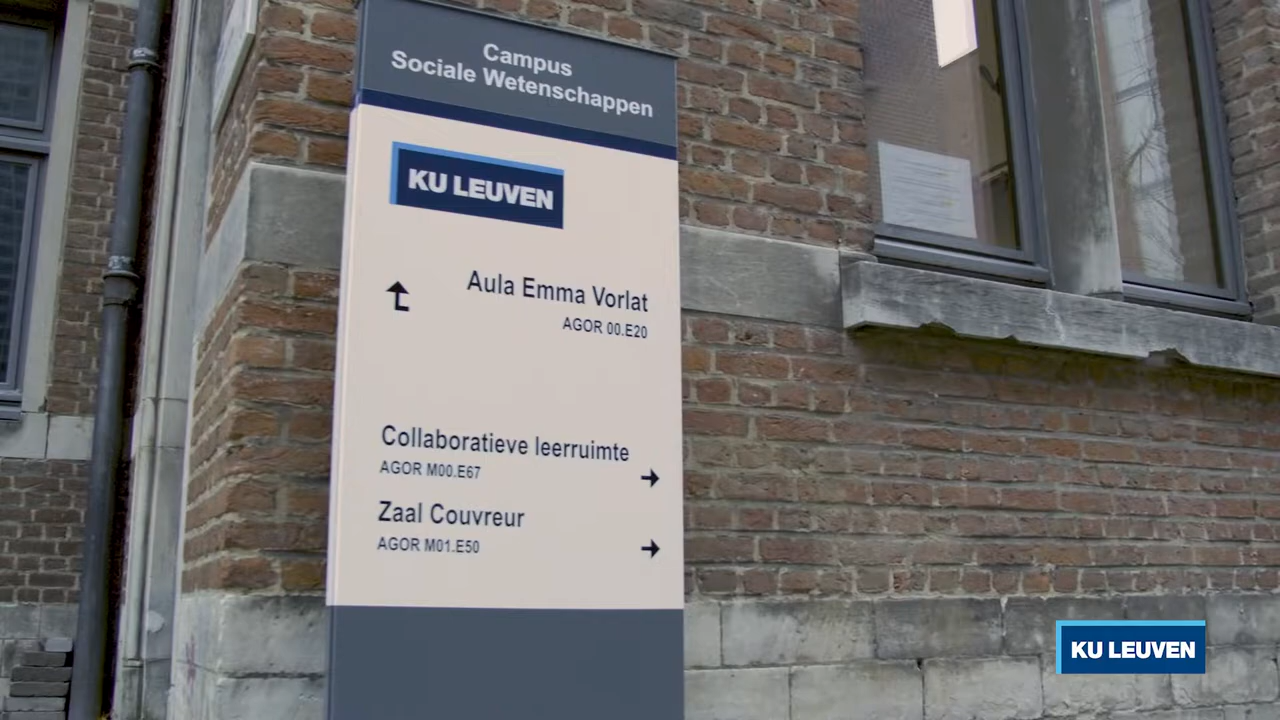 Campus
Sociale Wetenschappen
KU LEUVEN
Aula Emma Vorlat
AGOR 00.E20
Collaboratieve leerruimte
AGOR M00.E67
Zaal Couvreur
AGOR M01.E50
KU LEUVEN